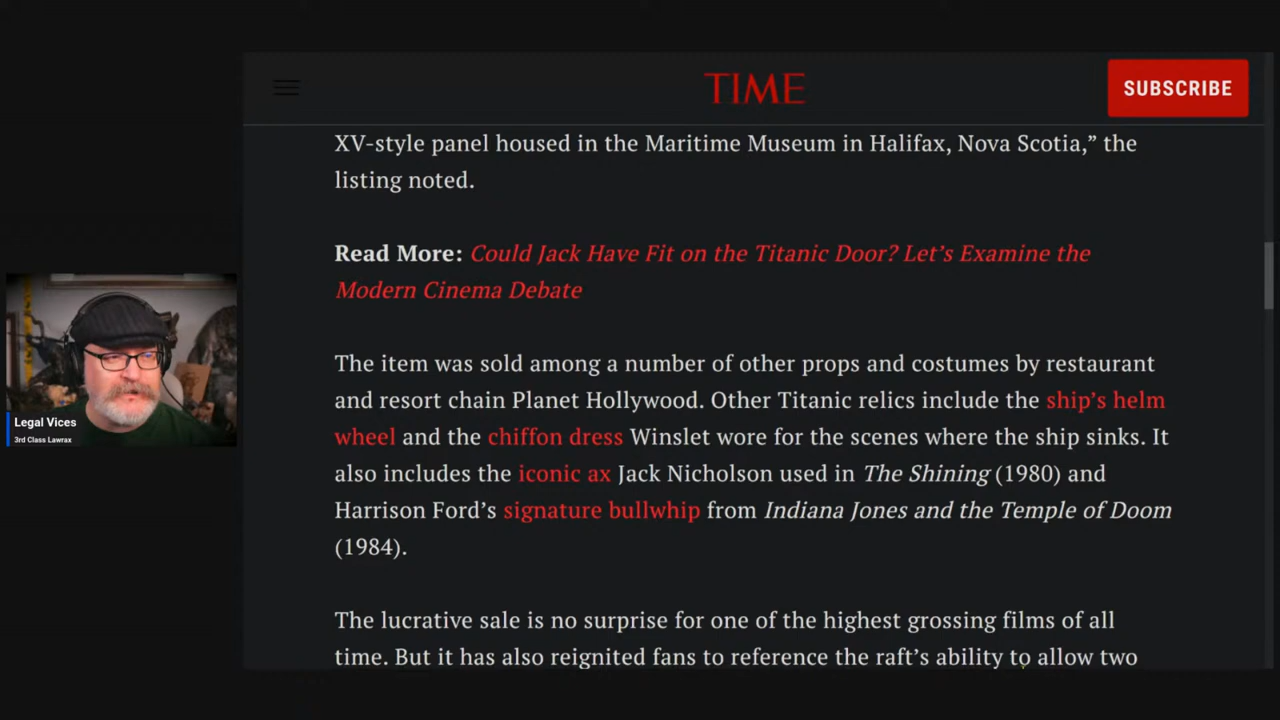 TIME
SUBSCRIBE
XV-style panel housed in the Maritime Museum in Halifax, Nova Scotia,” the
listing noted.
Read More: Could Jack Have Fit on the Titanic Door? Let’s Examine the
Modern Cinema Debate
The item was sold among a number of other props and costumes by restaurant
and resort chain Planet Hollywood. Other Titanic relics include the ship’s helm
wheel and the chiffon dress Winslet wore for the scenes where the ship sinks. It
also includes the iconic ax Jack Nicholson used in The Shining (1980) and
Harrison Ford’s signature bullwhip from Indiana Jones and the Temple of Doom
(1984).
The lucrative sale is no surprise for one of the highest grossing films of all
time. But it has also reignited fans to reference the raft’s ability to allow two
Legal Vices
3rd Class Lawrax